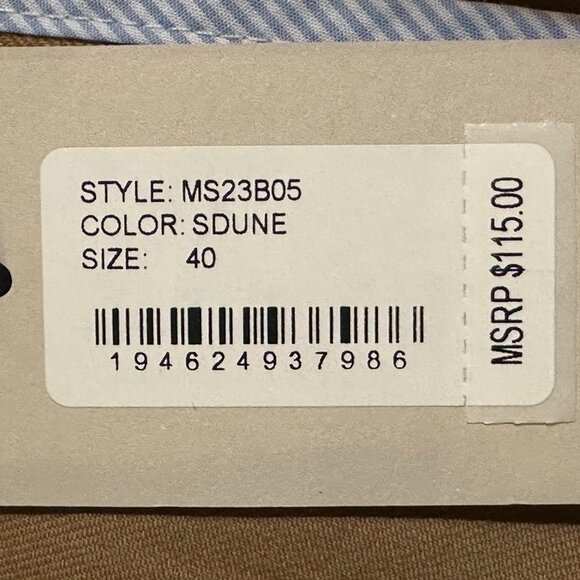 STYLE: MS23B05
COLOR: SDUNE
SIZE: 40
194624937986
MSRP $115.00